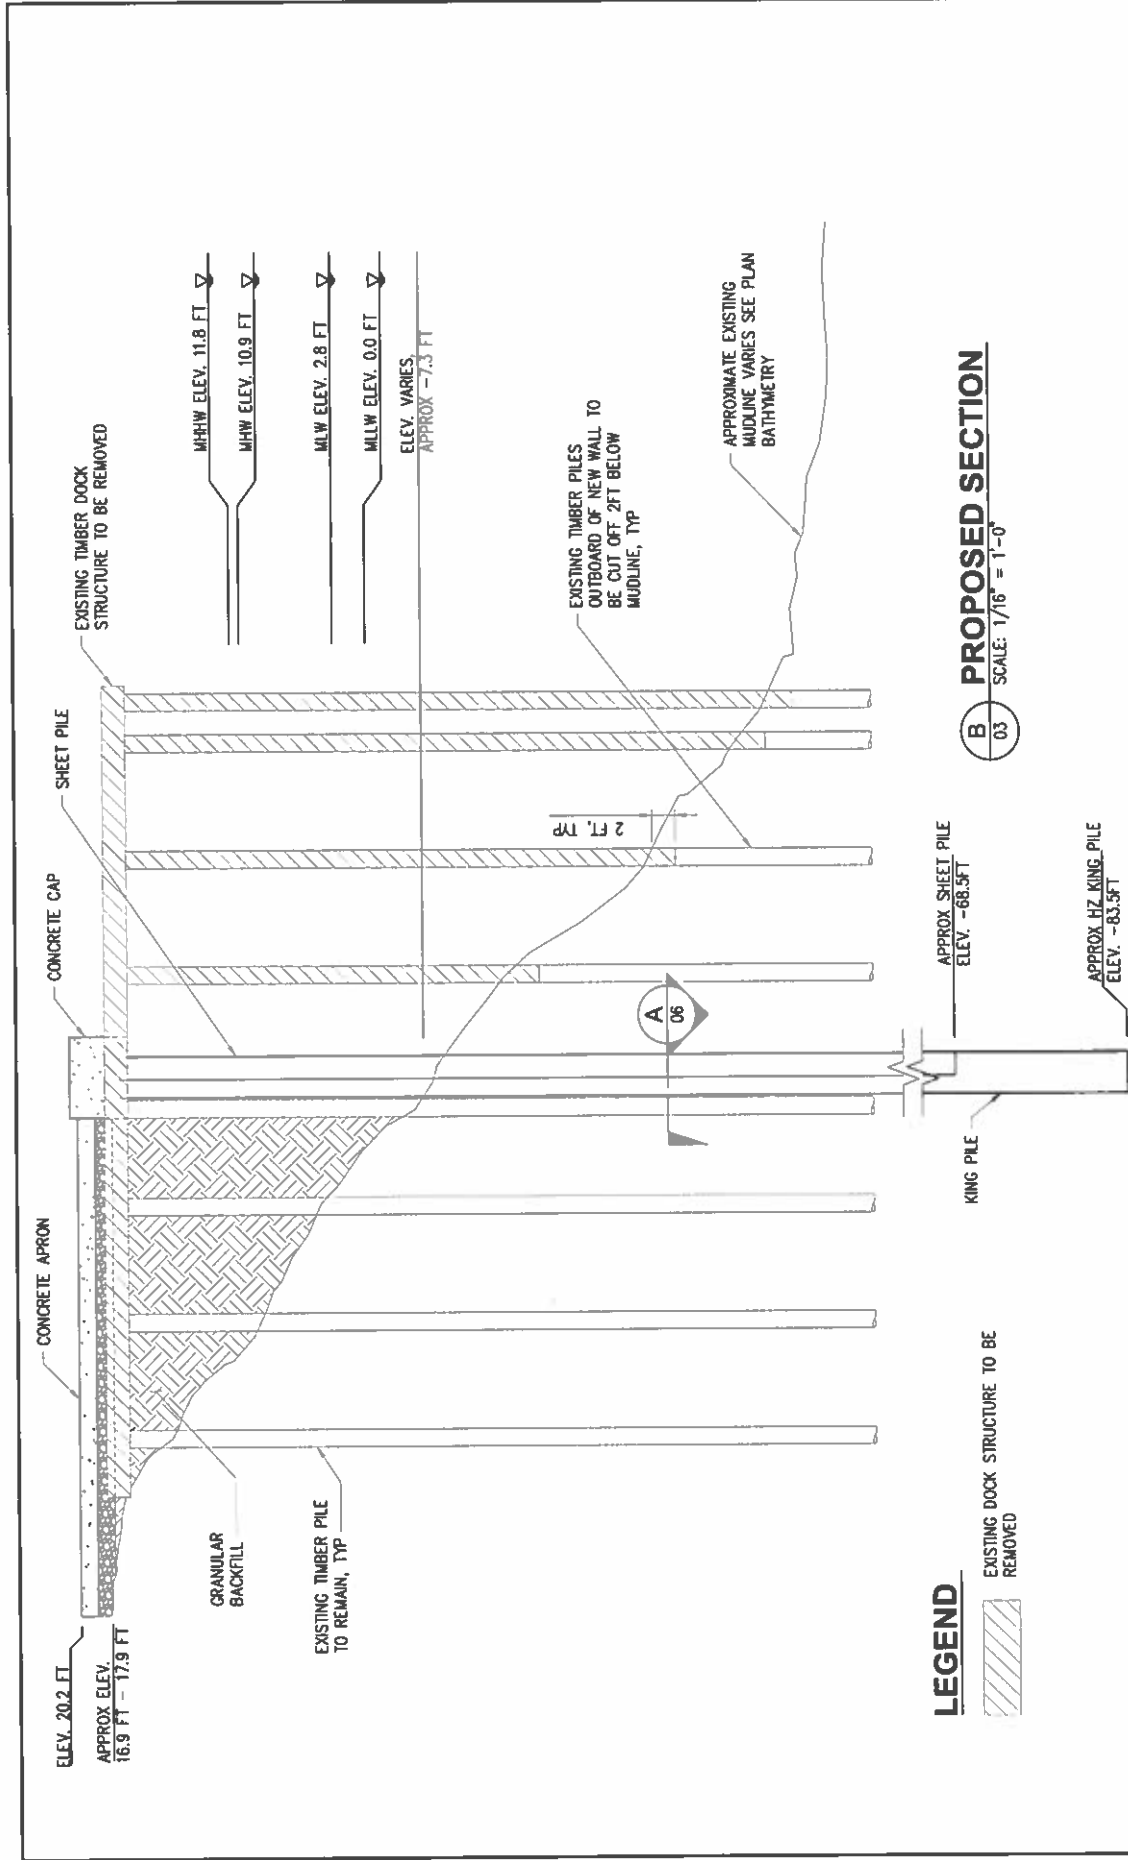 CONCRETE APRON
CONCRETE CAP
SHEET PILE
EXISTING TIMBER DOCK
STRUCTURE TO BE REMOVED
ELEV. 20.2 FT
APPROX ELEV.
16.9 FT - 17.9 FT
MHHW ELEV. 11.8 FT
MHW ELEV. 10.9 FT
MLW ELEV. 2.8 FT
MLLW ELEV. 0.0 FT
ELEV. VARIES,
APPROX -7.3 FT
GRANULAR
BACKFILL
EXISTING TIMBER PILE
TO REMAIN, TYP
2 FT, TYP
EXISTING TIMBER PILES
OUTBOARD OF NEW WALL TO
BE CUT OFF 2FT BELOW
MUDLINE, TYP
APPROXIMATE EXISTING
MUDLINE VARIES SEE PLAN
BATHYMETRY
A
06
KING PILE
APPROX SHEET PILE
ELEV. -68.5FT
APPROX HZ KING PILE
ELEV. -83.5FT
B
03
PROPOSED SECTION
SCALE: 1/16" = 1'-0"
LEGEND
EXISTING DOCK STRUCTURE TO BE
REMOVED